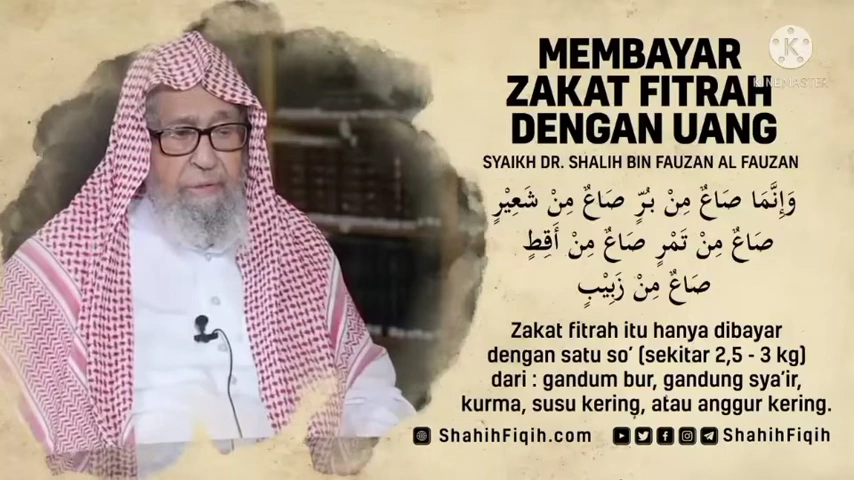 MEMBAYAR
ZAKAT FITRAH
DENGAN UANG
KINEMASTER
SYAIKH DR. SHALIH BIN FAUZAN AL FAUZAN
وَإِنَّمَا صَاعٌ مِنْ بُرٍّ صَاعٌ مِنْ شَعِيْرٍ
صَاعٌ مِنْ تَمْرٍ صَاعٌ مِنْ أَقِطٍ
صَاعٌ مِنْ زَبِيْبٍ
Zakat fitrah itu hanya dibayar
dengan satu so' (sekitar 2,5 - 3 kg)
dari : gandum bur, gandung sya'ir,
kurma, susu kering, atau anggur kering.
ShahihFiqih.com ShahihFiqih